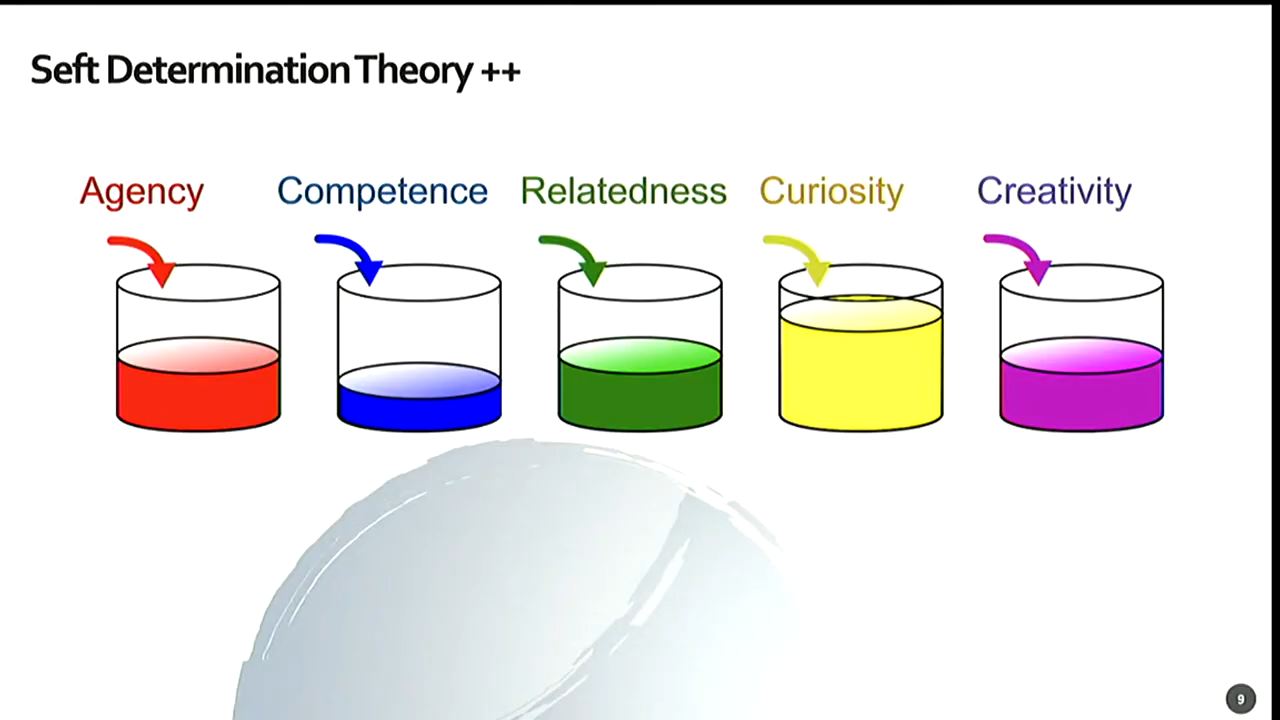 Seft Determination Theory ++
Agency Competence Relatedness Curiosity Creativity
9